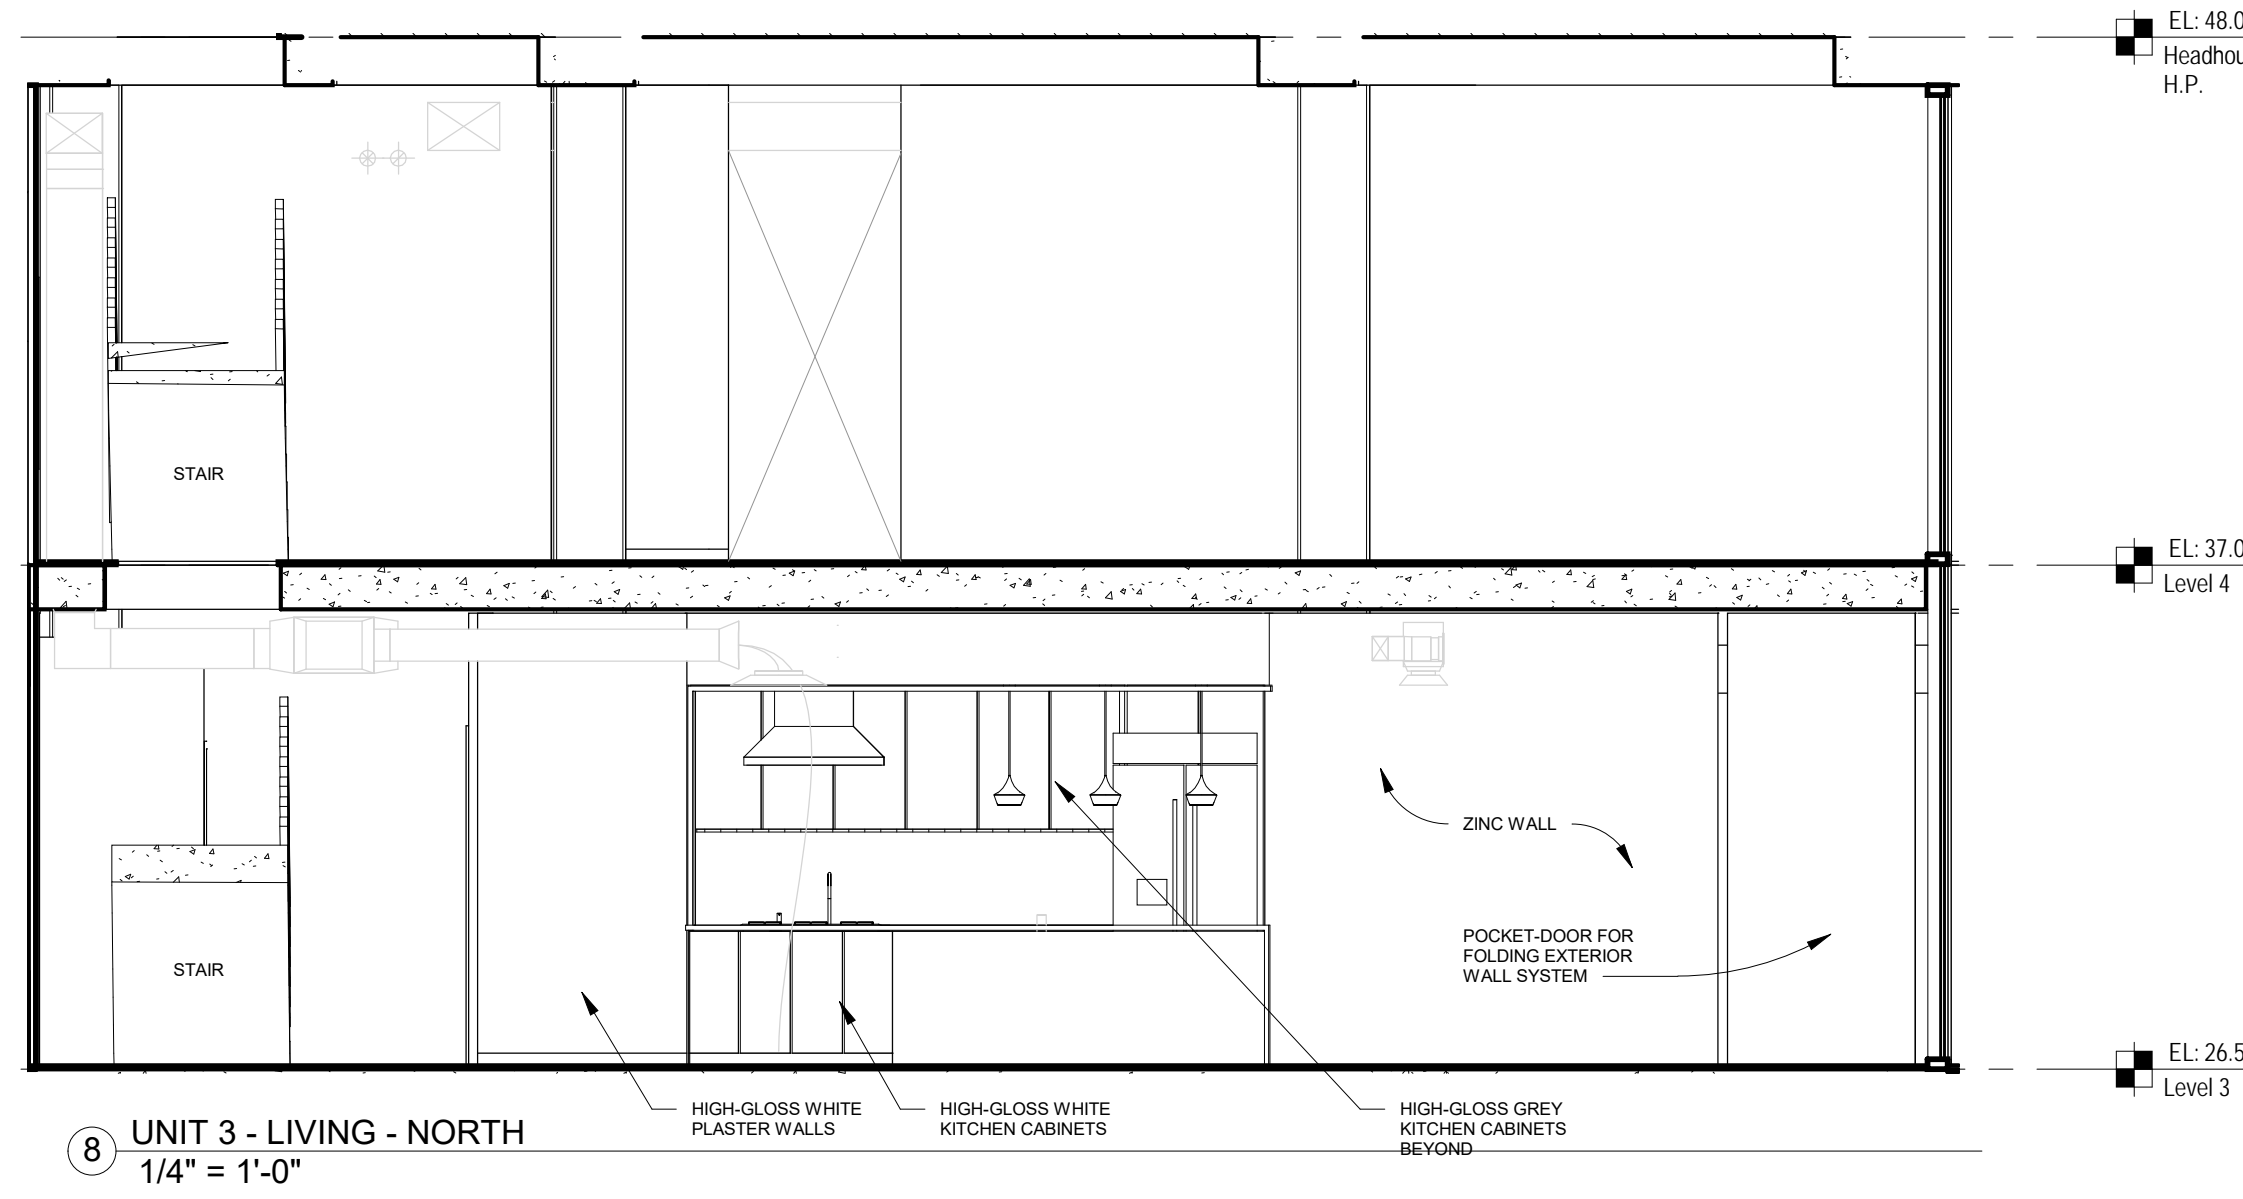 EL: 48.0
H.P.
STAIR
EL: 37.0
Level 4
ZINC WALL
POCKET-DOOR FOR
FOLDING EXTERIOR
WALL SYSTEM
STAIR
EL: 26.5
Level 3
HIGH-GLOSS WHITE
PLASTER WALLS
HIGH-GLOSS WHITE
KITCHEN CABINETS
HIGH-GLOSS GREY
KITCHEN CABINETS
BEYOND
8
UNIT 3 - LIVING - NORTH
1/4" = 1'-0"